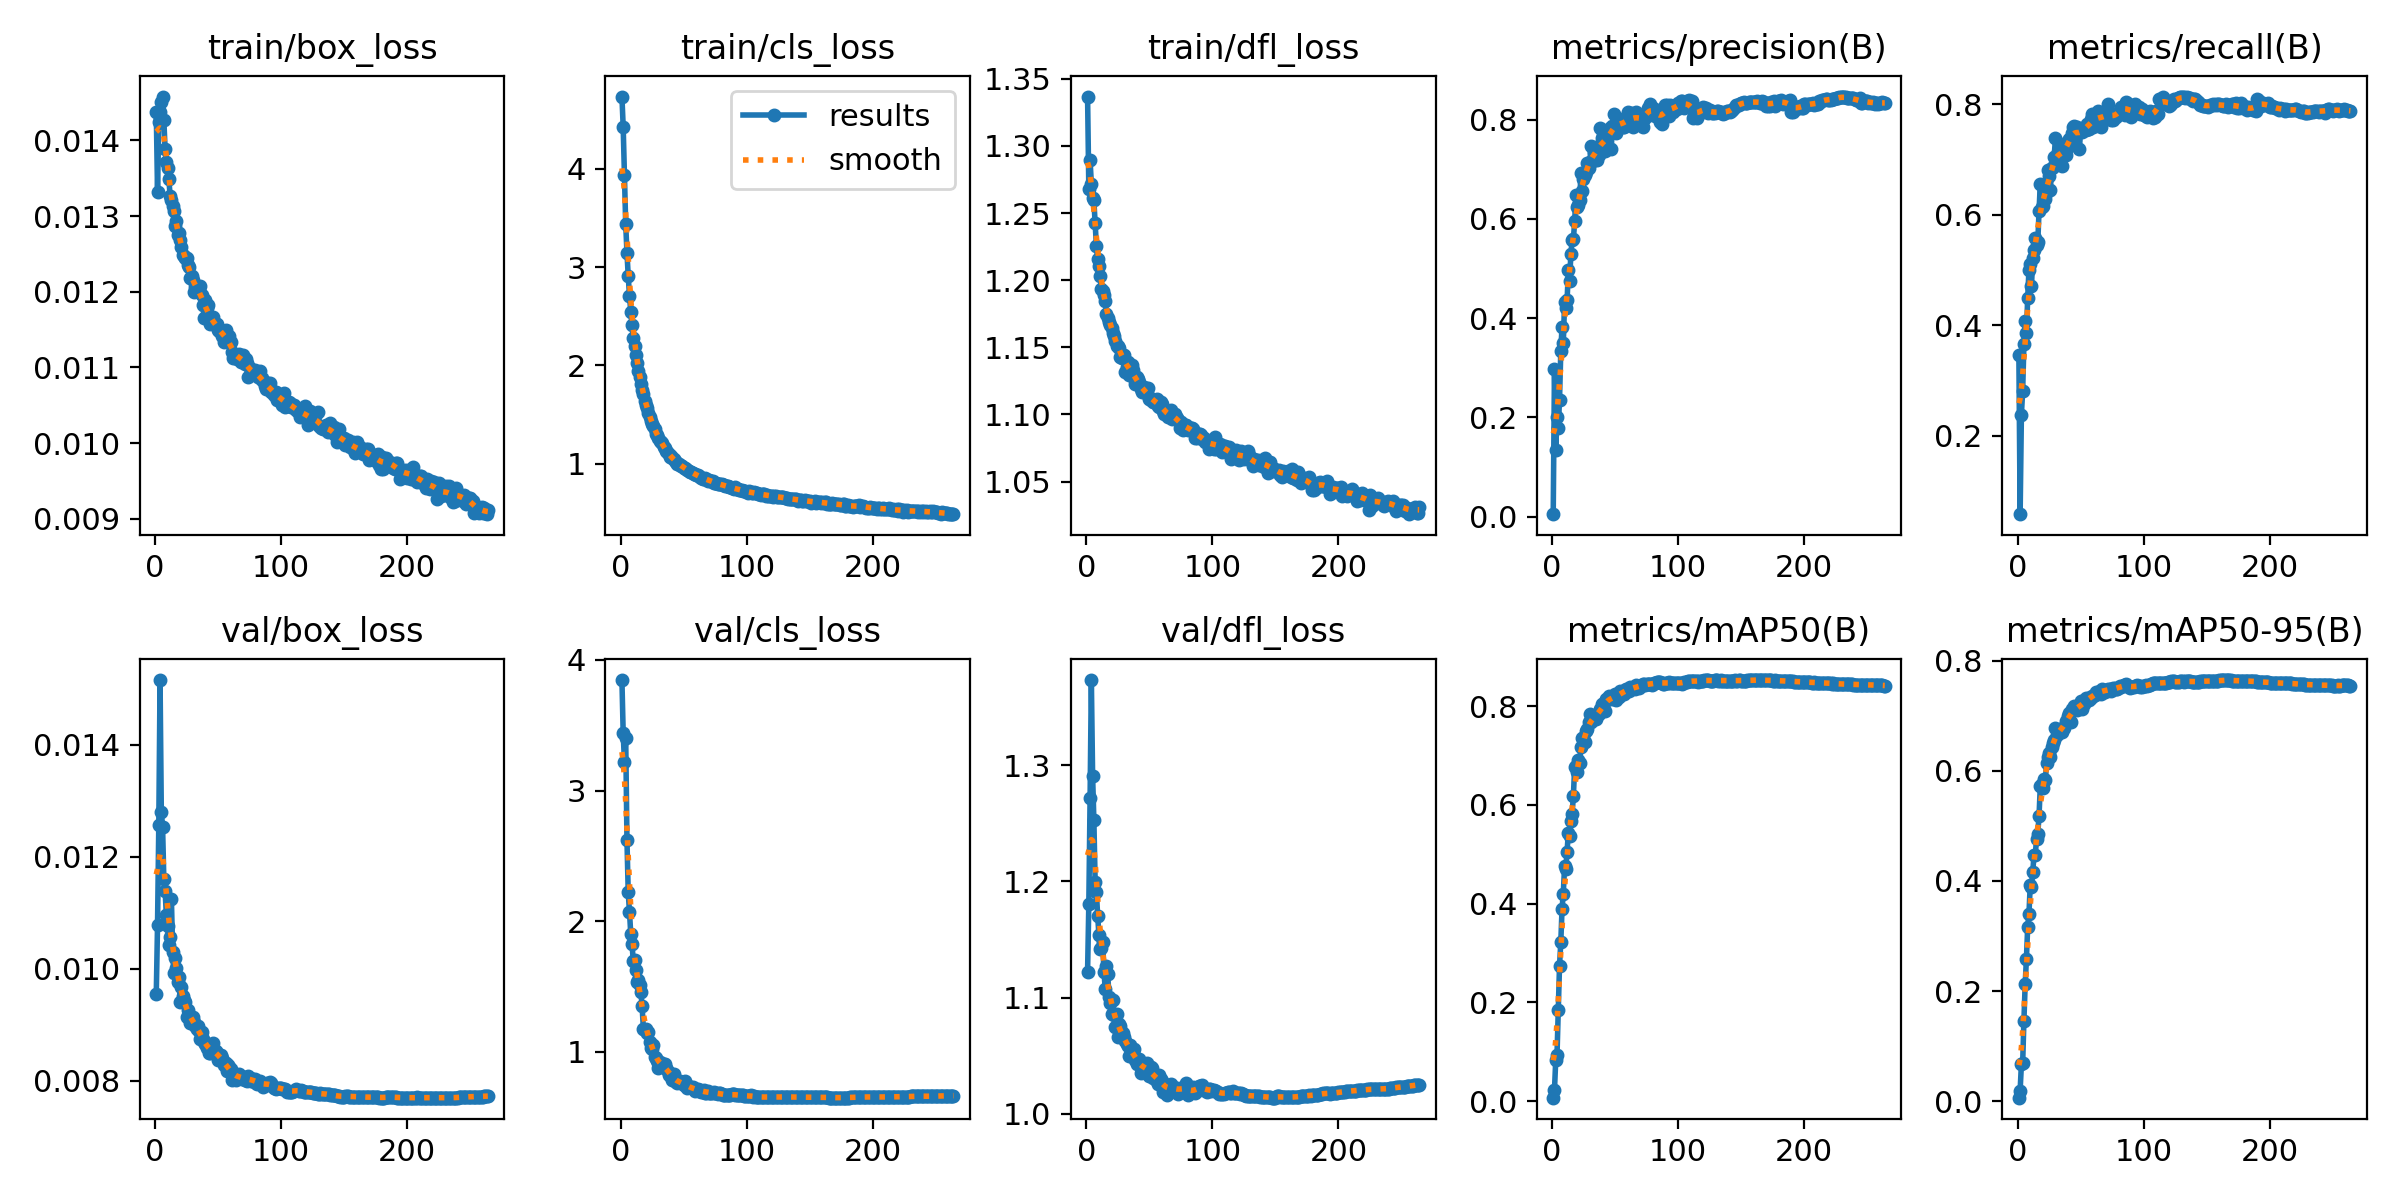 train/box_loss
train/cls_loss
train/dfl_loss
metrics/precision(B)
metrics/recall(B)
0.014
0.013
0.012
0.011
0.010
0.009
0 100 200
results
smooth
4
3
2
1
0 100 200
1.35
1.30
1.25
1.20
1.15
1.10
1.05
0 100 200
0.8
0.6
0.4
0.2
0.0
0 100 200
0.8
0.6
0.4
0.2
0 100 200
val/box_loss
val/cls_loss
val/dfl_loss
metrics/mAP50(B)
metrics/mAP50-95(B)
0.014
0.012
0.010
0.008
0 100 200
4
3
2
1
0 100 200
1.3
1.2
1.1
1.0
0 100 200
0.8
0.6
0.4
0.2
0.0
0 100 200
0.8
0.6
0.4
0.2
0.0
0 100 200